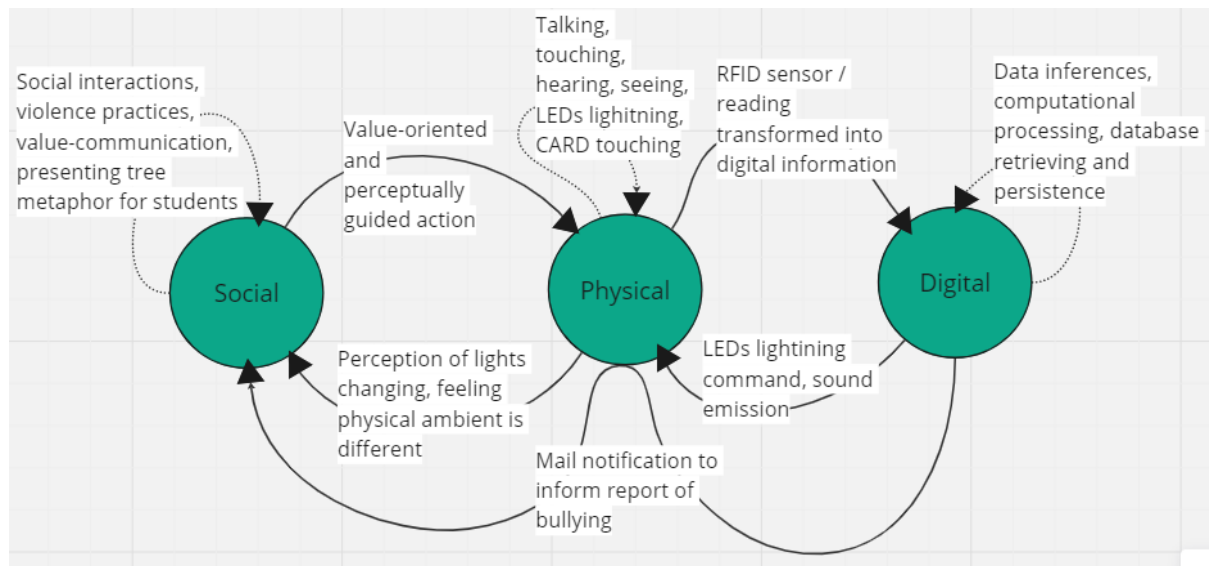 Social interactions,
violence practices,
value-communication,
presenting tree
metaphor for students
Value-oriented
and
perceptually
guided action
Talking,
touching,
hearing, seeing,
LEDs lighitning,
CARD touching
RFID sensor /
reading
transformed into
digital information
Data inferences,
computational
processing, database
retrieving and
persistence
Social
Physical
Digital
Perception of lights
changing, feeling
physical ambient is
different
LEDs lightining
command, sound
emission
Mail notification to
inform report of
bullying